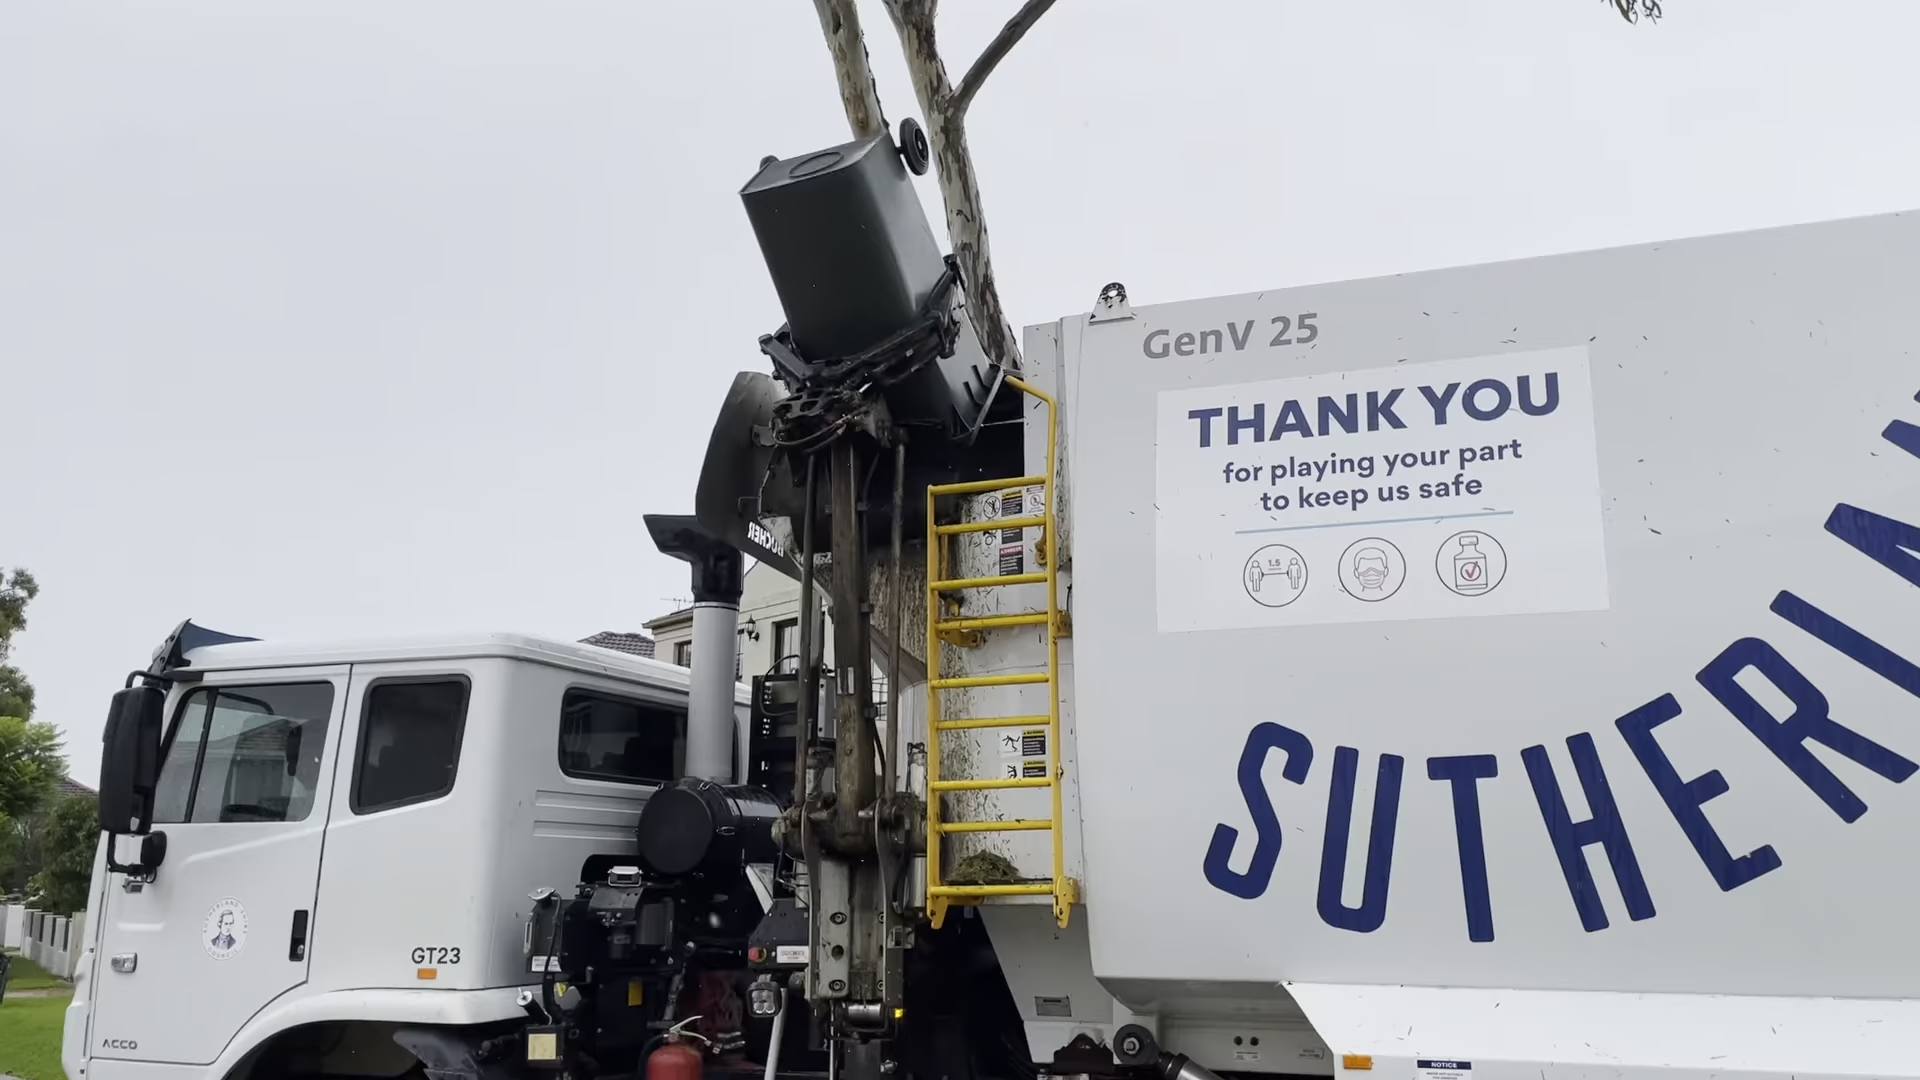 GenV 25
THANK YOU
for playing your part
to keep us safe
1.5
BUCHER
SUTHERLAN
GT23
ACCO
NOTICE